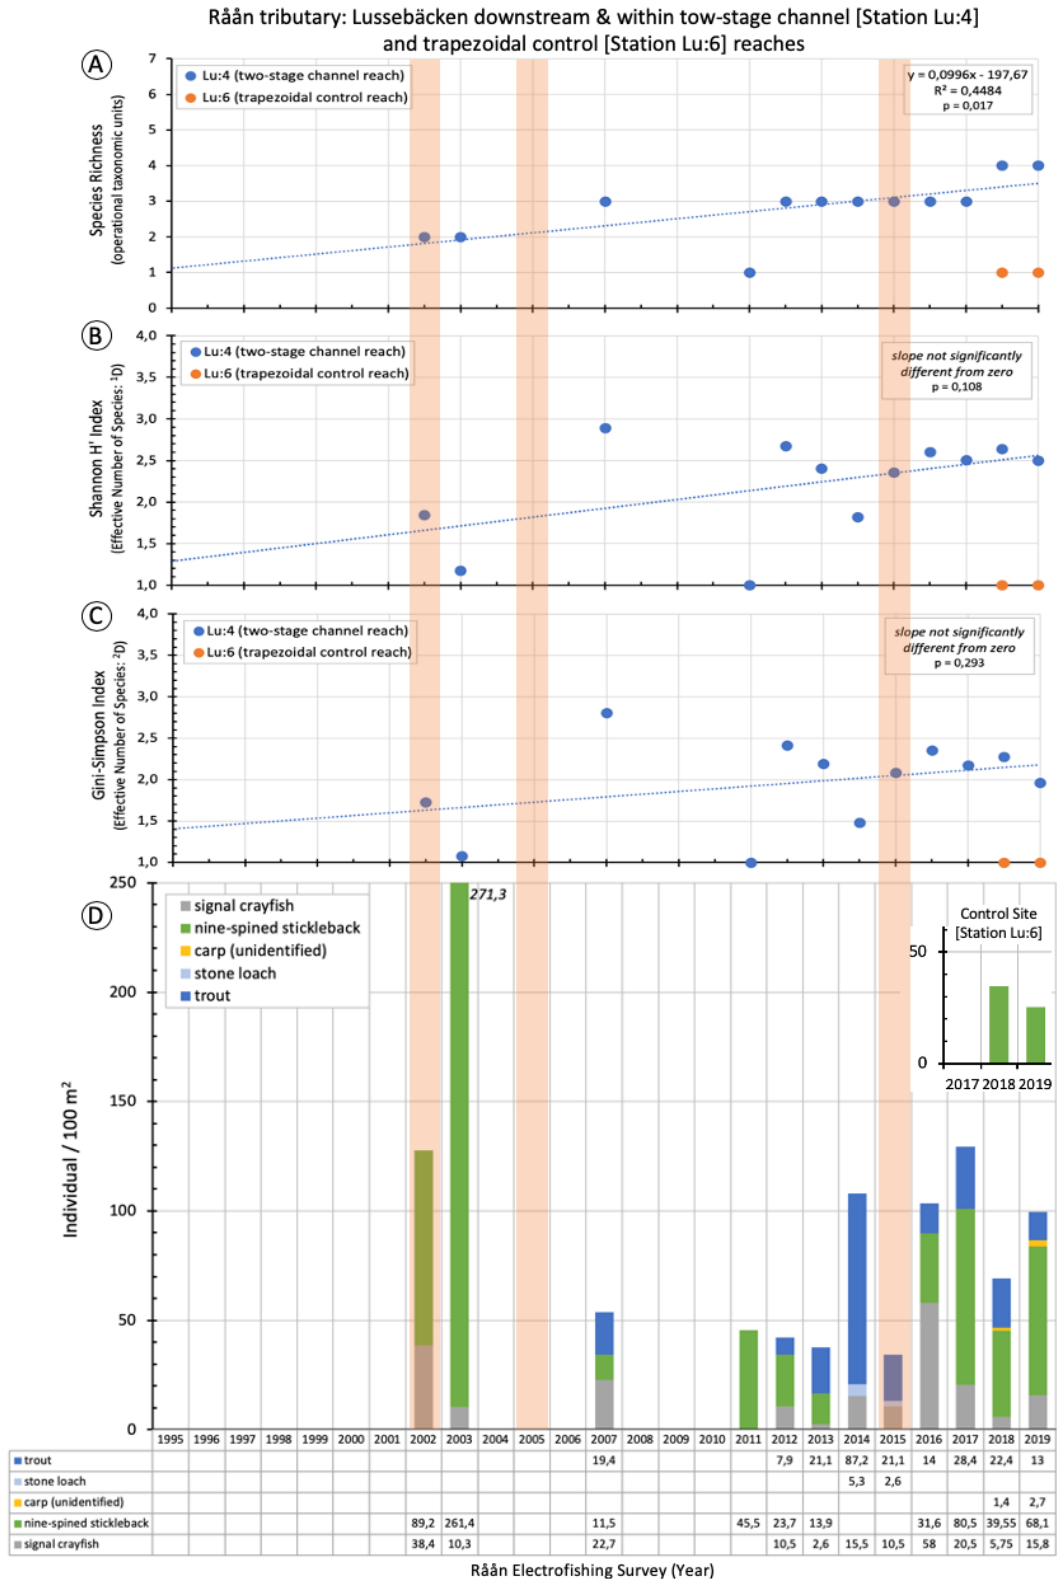 Råån tributary: Lussebäcken downstream & within tow-stage channel [Station Lu:4]
and trapezoidal control [Station Lu:6] reaches
A
Species Richness
(operational taxonomic units)
7
6
5
4
3
2
1
0
Lu:4 (two-stage channel reach)
Lu:6 (trapezoidal control reach)
y = 0,0996x - 197,67
R² = 0,4484
p = 0,017
B
Shannon H' Index
(Effective Number of Species: ¹D)
4,0
3,5
3,0
2,5
2,0
1,5
1,0
Lu:4 (two-stage channel reach)
Lu:6 (trapezoidal control reach)
slope not significantly
different from zero
p = 0,108
C
Gini-Simpson Index
(Effective Number of Species: ²D)
4,0
3,5
3,0
2,5
2,0
1,5
1,0
Lu:4 (two-stage channel reach)
Lu:6 (trapezoidal control reach)
slope not significantly
different from zero
p = 0,293
D
Individual / 100 m²
250
200
150
100
50
0
signal crayfish
nine-spined stickleback
carp (unidentified)
stone loach
trout
271,3
Control Site
[Station Lu:6]
50
0
2017 2018 2019
1995 1996 1997 1998 1999 2000 2001 2002 2003 2004 2005 2006 2007 2008 2009 2010 2011 2012 2013 2014 2015 2016 2017 2018 2019
trout 19,4 7,9 21,1 87,2 21,1 14 28,4 22,4 13
stone loach 5,3 2,6
carp (unidentified) 1,4 2,7
nine-spined stickleback 89,2 261,4 11,5 45,5 23,7 13,9 31,6 80,5 39,55 68,1
signal crayfish 38,4 10,3 22,7 10,5 2,6 15,5 10,5 58 20,5 5,75 15,8
Råån Electrofishing Survey (Year)